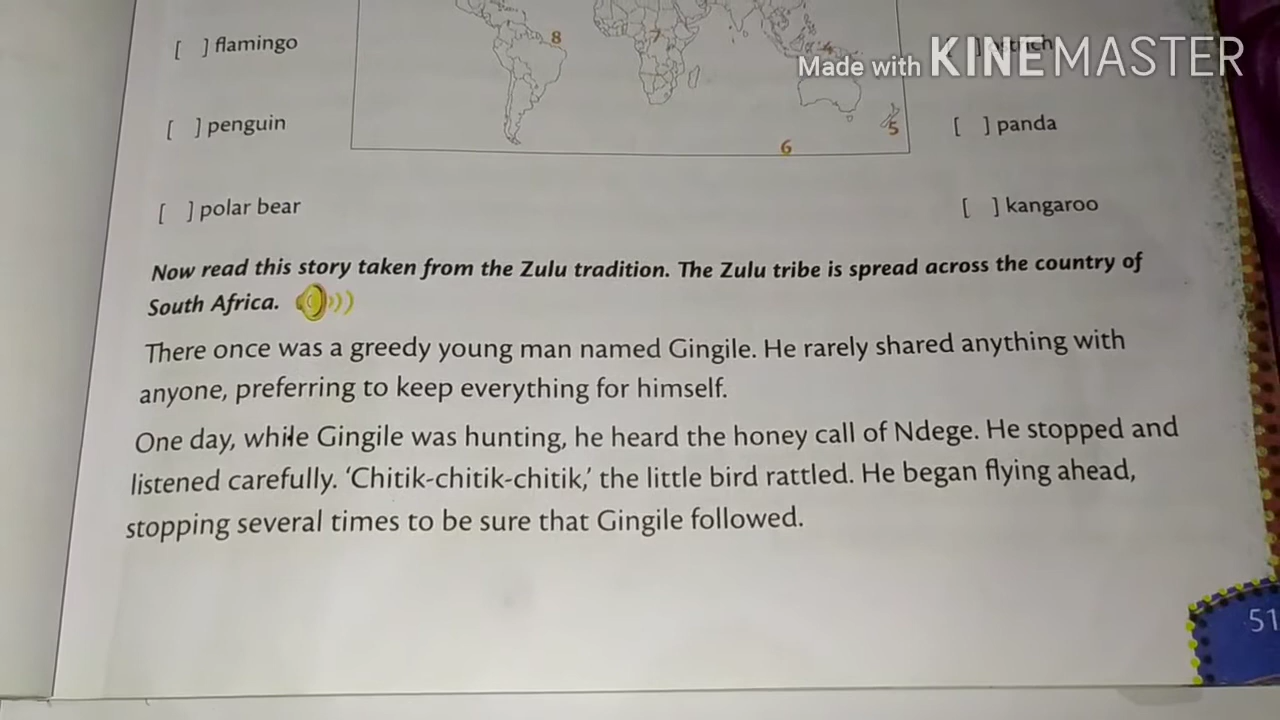 [ ] flamingo
8
7
4
Made with KINEMASTER
[ ] penguin
5
[ ] panda
6
[ ] polar bear
[ ] kangaroo
Now read this story taken from the Zulu tradition. The Zulu tribe is spread across the country of
South Africa.
There once was a greedy young man named Gingile. He rarely shared anything with
anyone, preferring to keep everything for himself.
One day, while Gingile was hunting, he heard the honey call of Ndege. He stopped and
listened carefully. ‘Chitik-chitik-chitik,’ the little bird rattled. He began flying ahead,
stopping several times to be sure that Gingile followed.
51